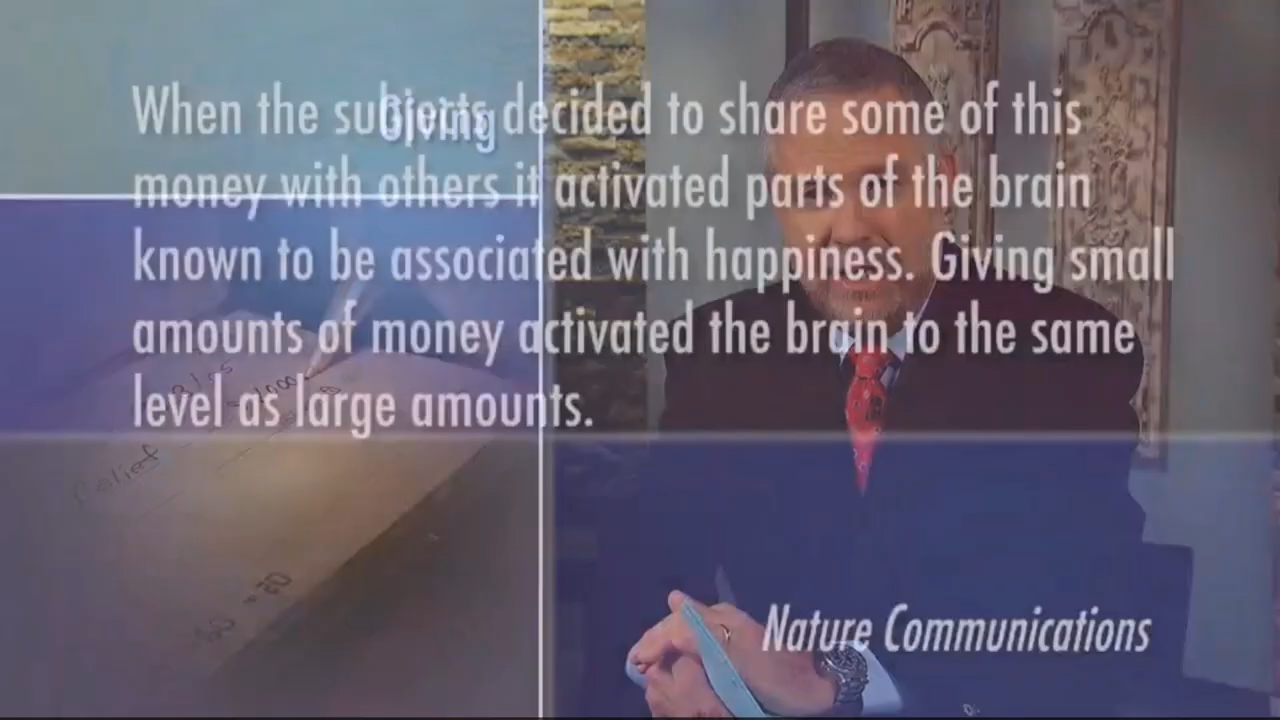 Giving
When the subjects decided to share some of this
money with others it activated parts of the brain
known to be associated with happiness. Giving small
amounts of money activated the brain to the same
level as large amounts.
Relief
Nature Communications